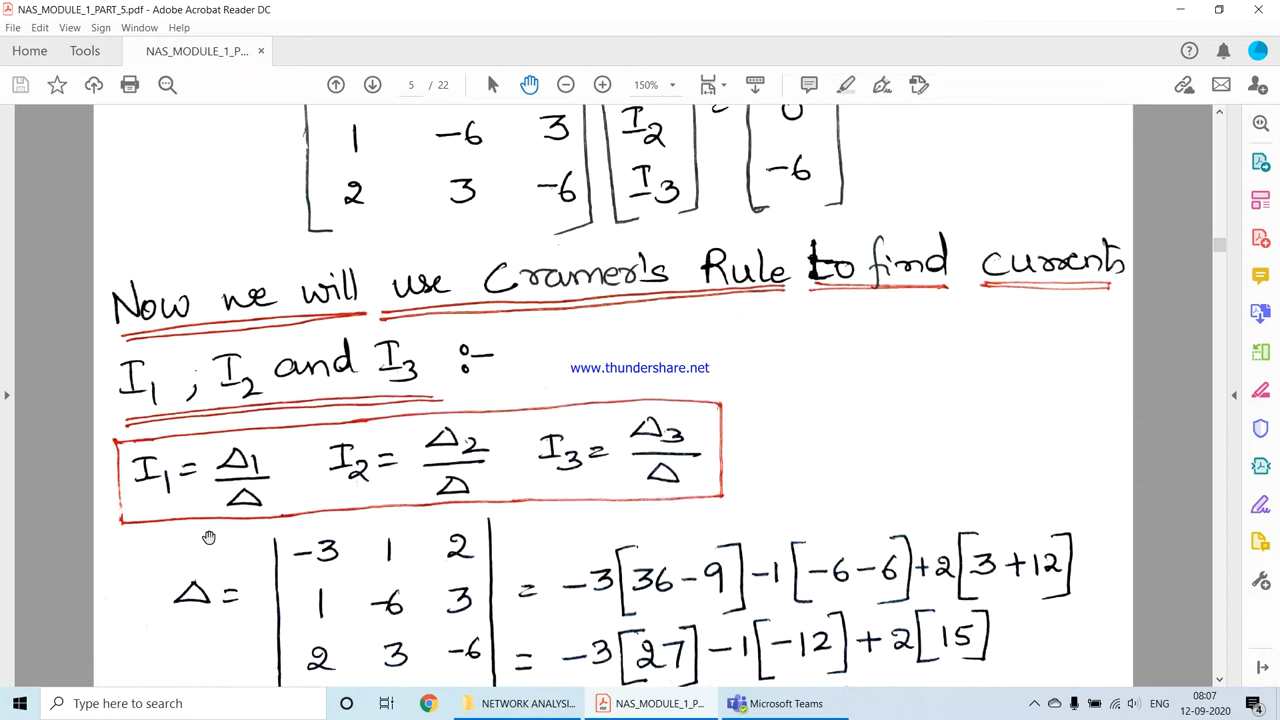 NAS_MODULE_1_PART_5.pdf - Adobe Acrobat Reader DC
File Edit View Sign Window Help
Home Tools NAS_MODULE_1_P... ×
5 / 22 150%
1 -6 3 I2 = 0
2 3 -6 I3 -6
Now we will use Cramer's Rule to find currents
I1 , I2 and I3 :-
www.thundershare.net
I1 = Δ1/Δ I2 = Δ2/Δ I3 = Δ3/Δ
-3 1 2
Δ = 1 -6 3 = -3[36-9] -1[-6-6] +2[3+12]
2 3 -6 = -3[27] -1[-12] + 2[15]
Type here to search NETWORK ANALYSI... NAS_MODULE_1_P... Microsoft Teams ENG 08:07
12-09-2020 4